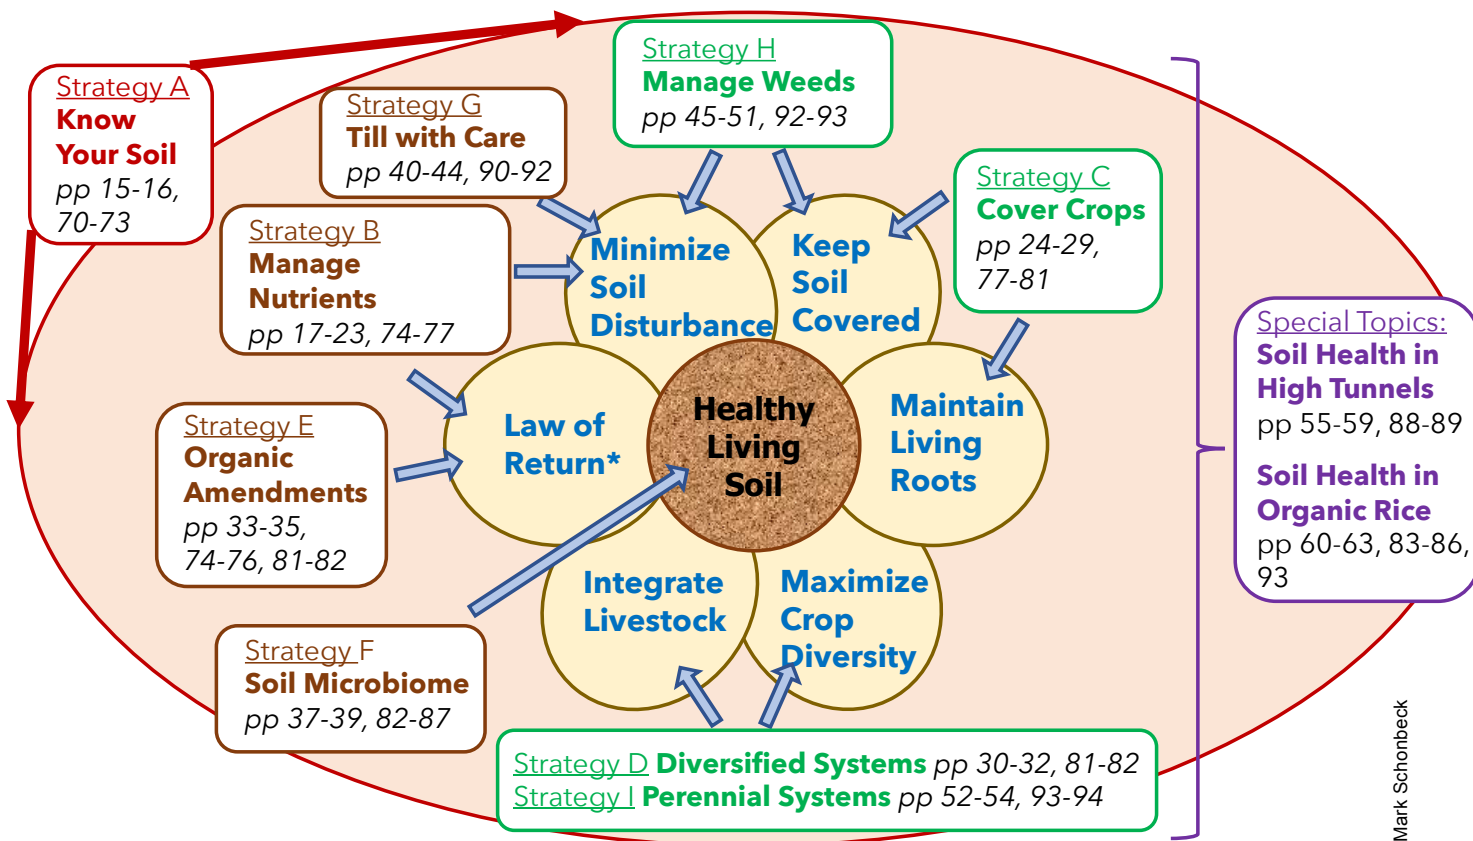 Strategy A
Know
Your Soil
pp 15-16,
70-73
Strategy G
Till with Care
pp 40-44, 90-92
Strategy H
Manage Weeds
pp 45-51, 92-93
Strategy B
Manage
Nutrients
pp 17-23, 74-77
Strategy C
Cover Crops
pp 24-29,
77-81
Minimize
Soil
Disturbance
Keep
Soil
Covered
Law of
Return*
Healthy
Living
Soil
Maintain
Living
Roots
Strategy E
Organic
Amendments
pp 33-35,
74-76, 81-82
Integrate
Livestock
Maximize
Crop
Diversity
Strategy F
Soil Microbiome
pp 37-39, 82-87
Strategy D Diversified Systems pp 30-32, 81-82
Strategy I Perennial Systems pp 52-54, 93-94
Special Topics:
Soil Health in
High Tunnels
pp 55-59, 88-89
Soil Health in
Organic Rice
pp 60-63, 83-86,
93
Mark Schonbeck